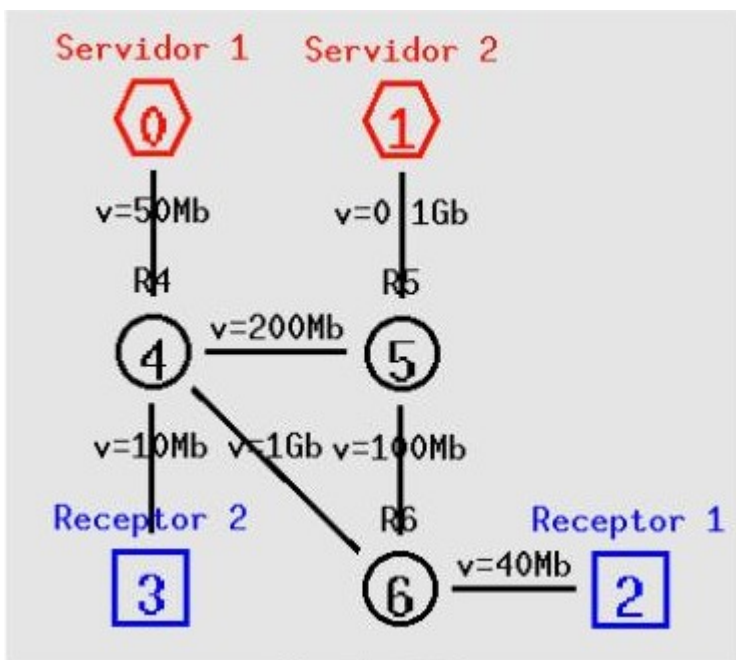 Servidor 1
Servidor 2
0
1
v=50Mb
v=0.1Gb
R4
R5
4
v=200Mb
5
v=10Mb
v=1Gb
v=100Mb
Receptor 2
R6
Receptor 1
3
6
v=40Mb
2